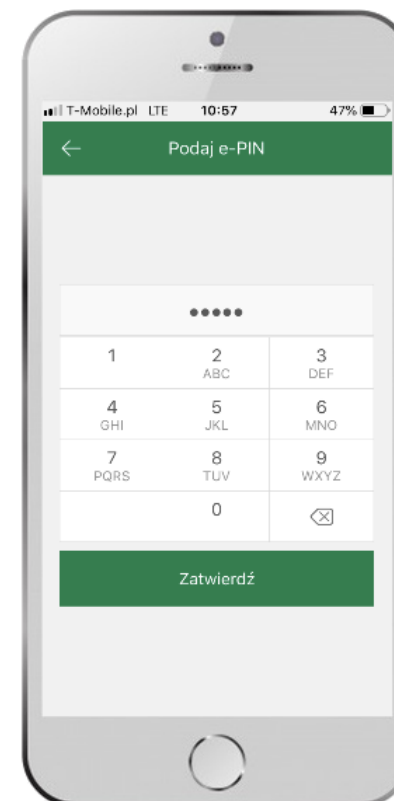 T-Mobile.pl LTE 10:57 47%
Podaj e-PIN
•••••
1 2 3
ABC DEF
4 5 6
GHI JKL MNO
7 8 9
PQRS TUV WXYZ
0
Zatwierdź